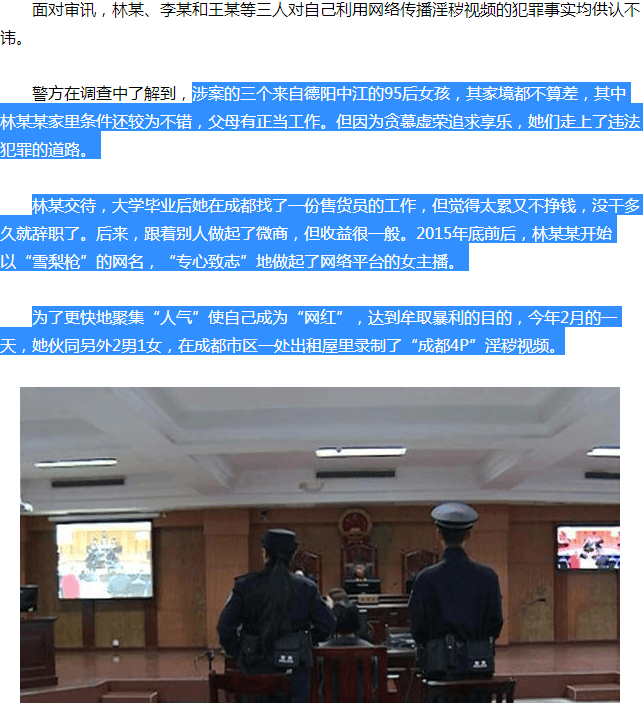 面对审讯，林某、李某和王某等三人对自己利用网络传播淫秽视频的犯罪事实均供认不
讳。
警方在调查中了解到，涉案的三个来自德阳中江的95后女孩，其家境都不算差，其中
林某某家里条件还较为不错，父母有正当工作。但因为贪慕虚荣追求享乐，她们走上了违法
犯罪的道路。
林某交待，大学毕业后她在成都找了一份售货员的工作，但觉得太累又不挣钱，没干多
久就辞职了。后来，跟着别人做起了微商，但收益很一般。2015年底前后，林某某开始
以“雪梨枪”的网名，“专心致志”地做起了网络平台的女主播。
为了更快地聚集“人气”使自己成为“网红”，达到牟取暴利的目的，今年2月的一
天，她伙同另外2男1女，在成都市区一处出租屋里录制了“成都4P”淫秽视频。